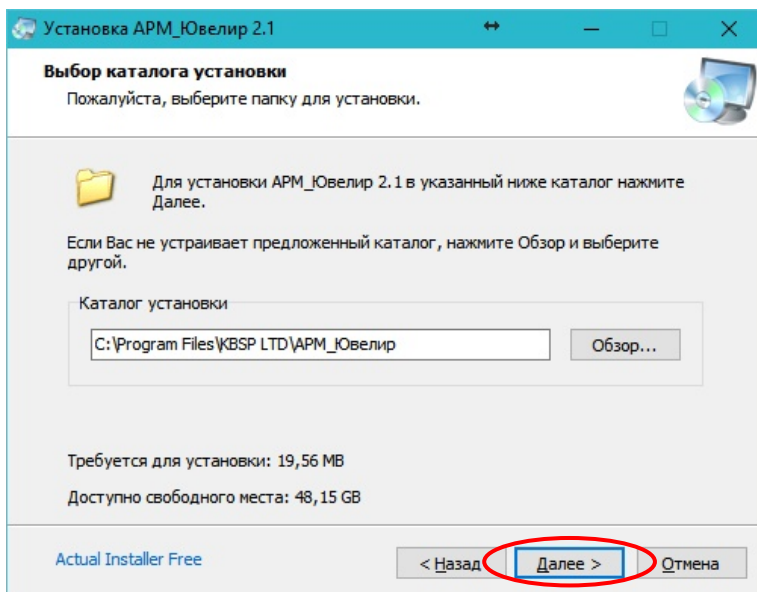 Установка АРМ_Ювелир 2.1
Выбор каталога установки
Пожалуйста, выберите папку для установки.
Для установки АРМ_Ювелир 2.1 в указанный ниже каталог нажмите
Далее.
Если Вас не устраивает предложенный каталог, нажмите Обзор и выберите
другой.
Каталог установки
C:\Program Files\KBSP LTD\АРМ_Ювелир
Обзор...
Требуется для установки: 19,56 MB
Доступно свободного места: 48,15 GB
Actual Installer Free
< Назад
Далее >
Отмена